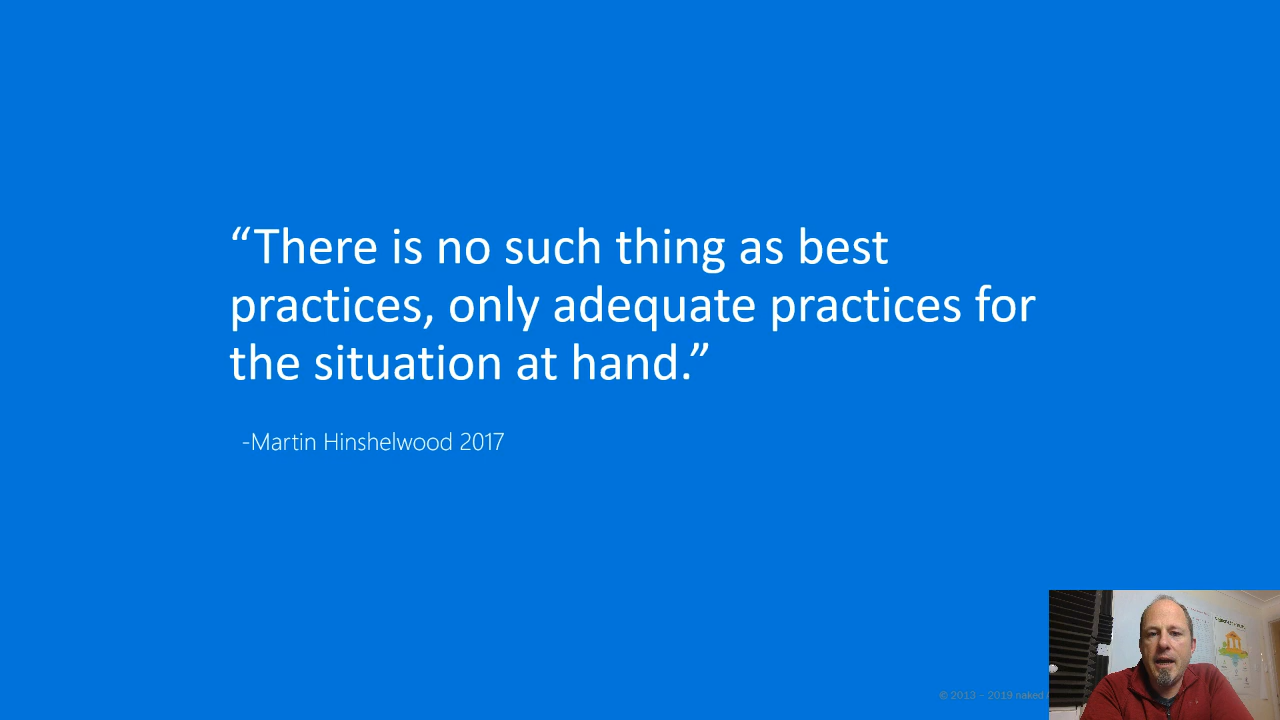 “There is no such thing as best
practices, only adequate practices for
the situation at hand.”
-Martin Hinshelwood 2017
© 2013 – 2019 naked